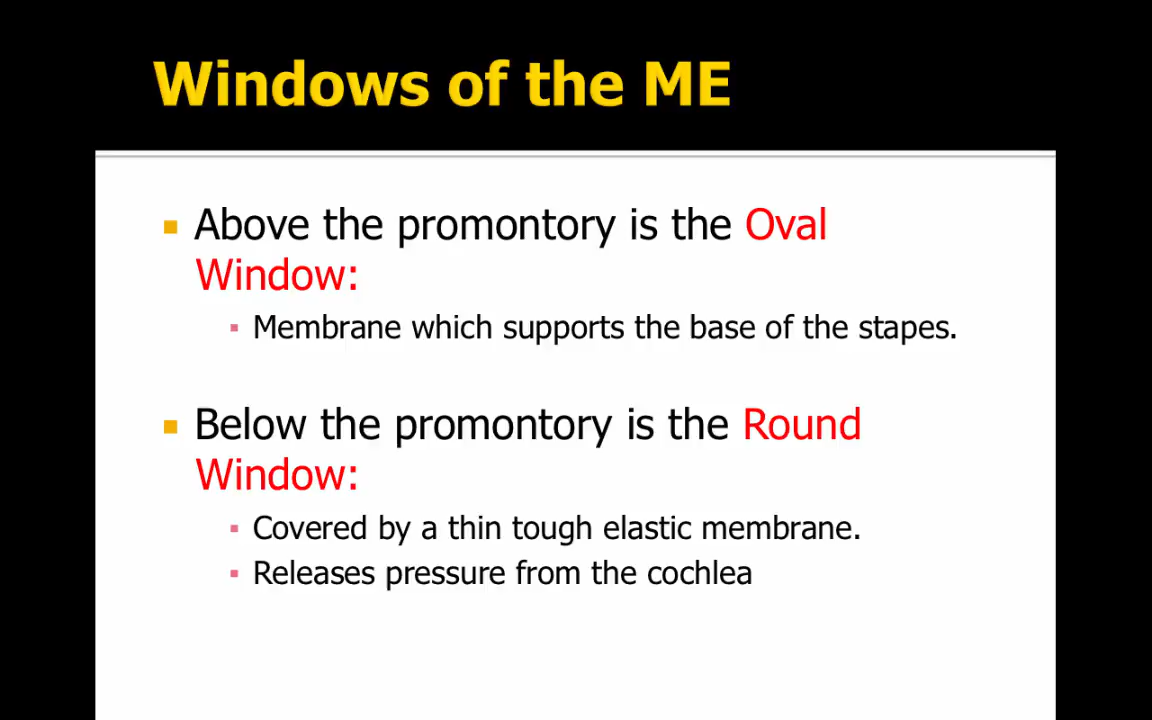 Windows of the ME
Above the promontory is the Oval
Window:
Membrane which supports the base of the stapes.
Below the promontory is the Round
Window:
Covered by a thin tough elastic membrane.
Releases pressure from the cochlea